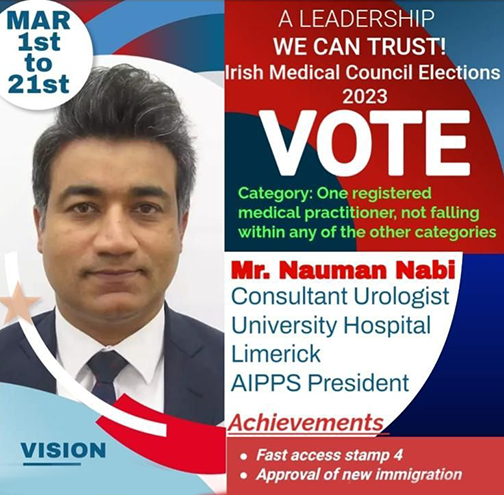 MAR
1st
to
21st
A LEADERSHIP
WE CAN TRUST!
Irish Medical Council Elections
2023
VOTE
Category: One registered
medical practitioner, not falling
within any of the other categories
Mr. Nauman Nabi
Consultant Urologist
University Hospital
Limerick
AIPPS President
Achievements
• Fast access stamp 4
• Approval of new immigration
VISION